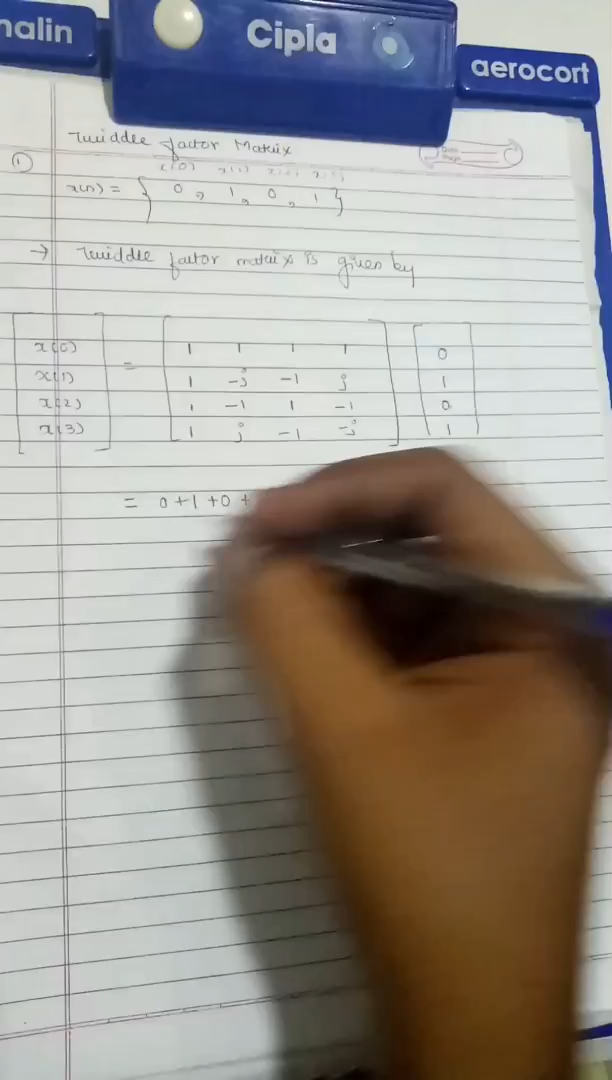 nalin
Cipla
aerocort
Twiddle factor Matrix
①
x(0) x(1) x(2) x(3)
x(n) = { 0, 1, 0, 1 }
→ Twiddle factor matrix is given by
x(0) = 1 1 1 1 0
x(1) 1 -j -1 j 1
x(2) 1 -1 1 -1 0
x(3) 1 j -1 -j 1
= 0+1+0+